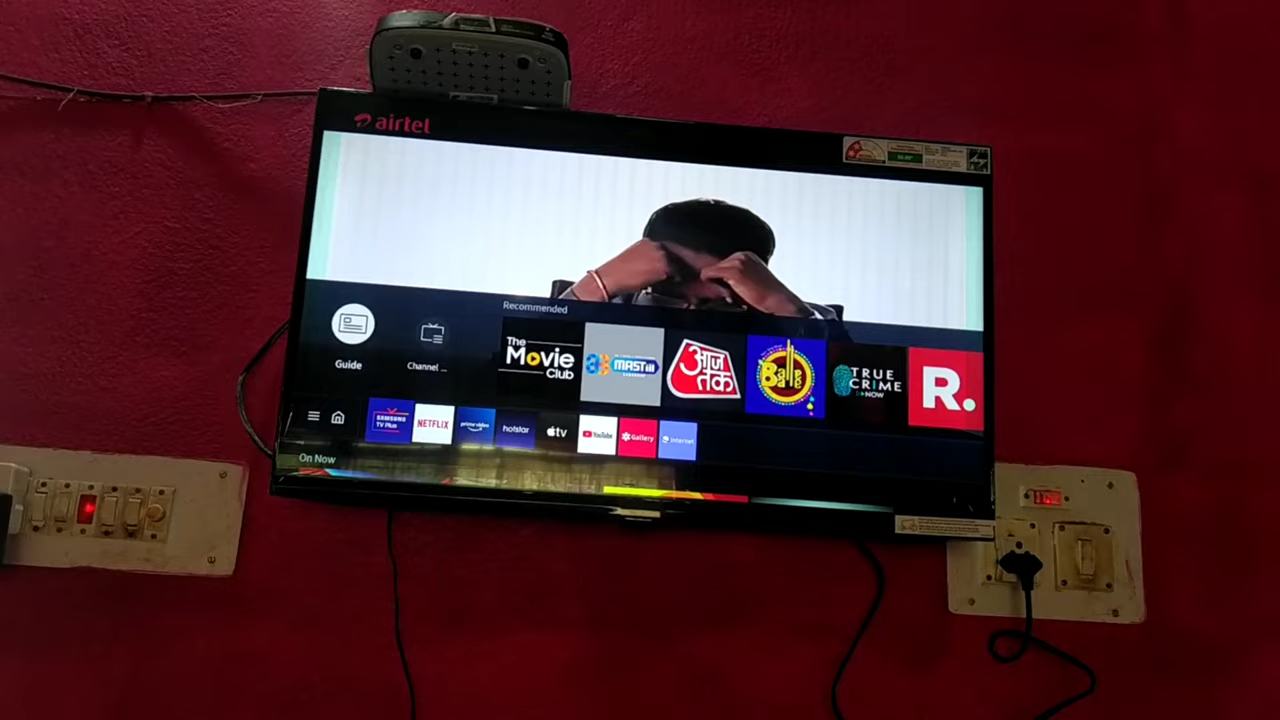 airtel
Recommended
Guide
Channel ...
The
Movie
Club
MASTiii
आज
तक
Balle
TRUE
CRIME
NOW
R.
SAMSUNG
TV Plus
NETFLIX
prime video
hotstar
tv
YouTube
Gallery
internet
On Now